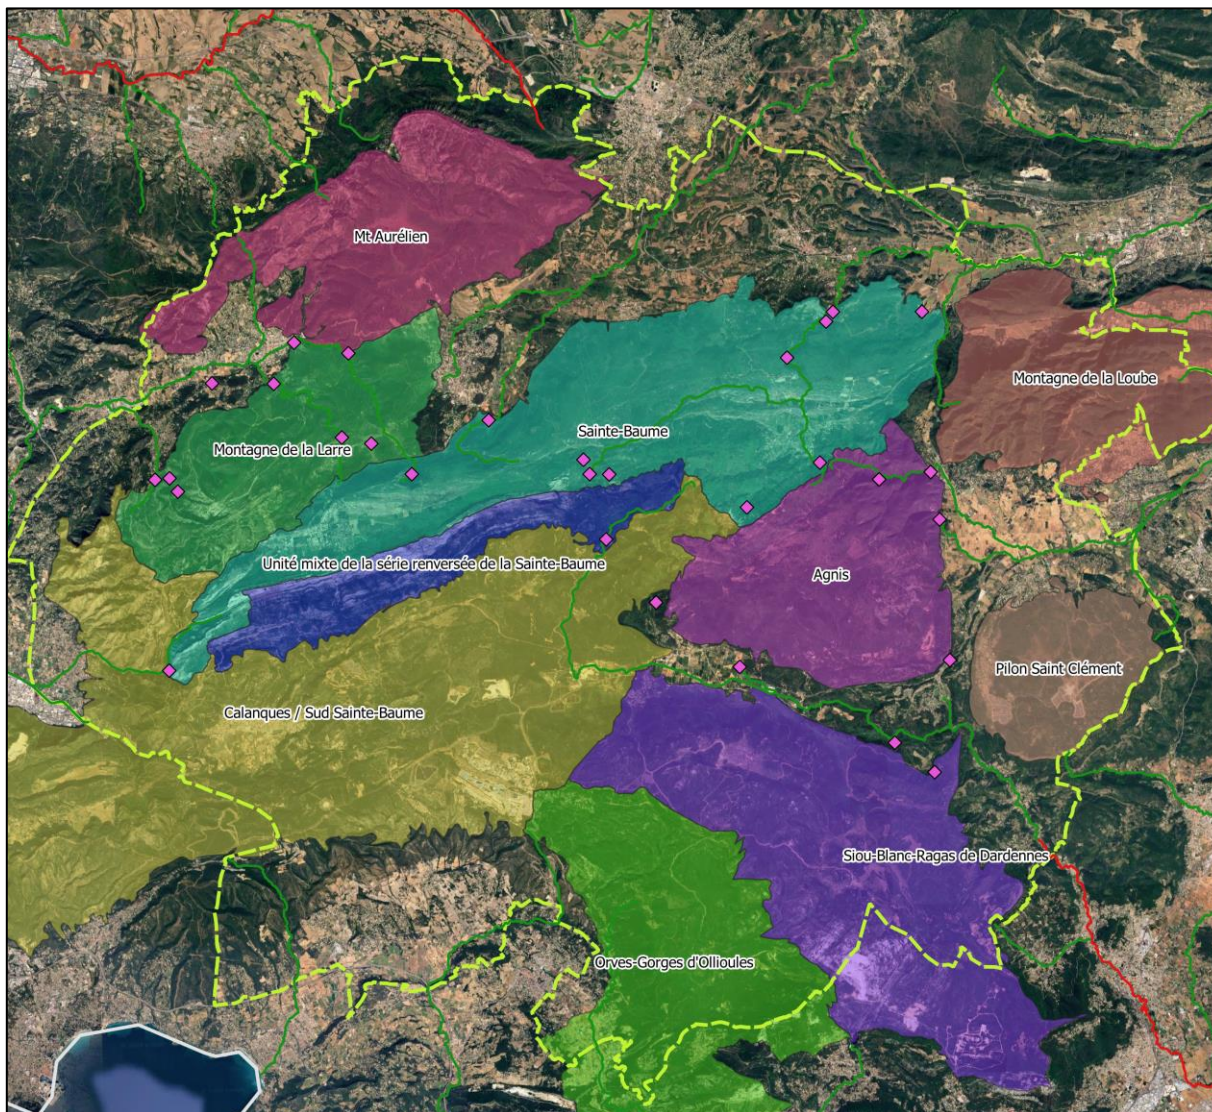 Mt Aurélien
Montagne de la Loube
Sainte-Baume
Montagne de la Larre
Unité mixte de la série renversée de la Sainte-Baume
Agnis
Pilon Saint Clément
Calanques / Sud Sainte-Baume
Siou-Blanc-Ragas de Dardennes
Orves-Gorges d'Ollioules